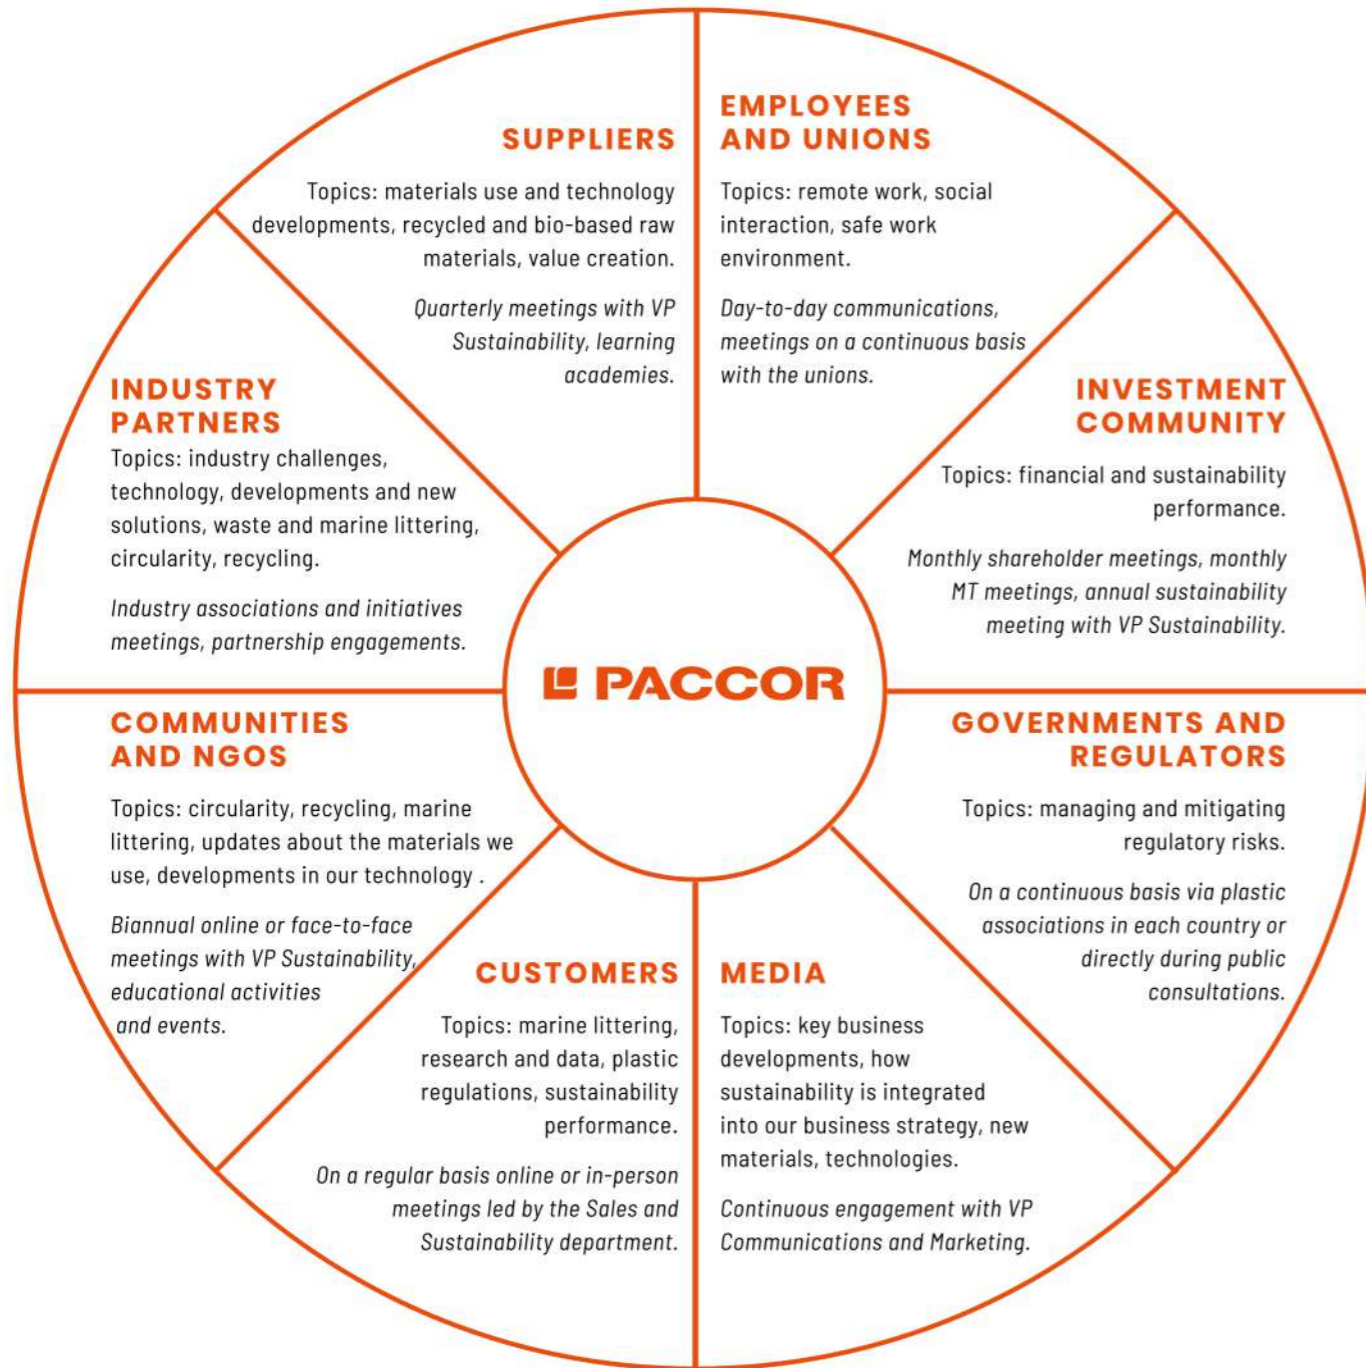 SUPPLIERS
Topics: materials use and technology
developments, recycled and bio-based raw
materials, value creation.
Quarterly meetings with VP
Sustainability, learning
academies.
EMPLOYEES
AND UNIONS
Topics: remote work, social
interaction, safe work
environment.
Day-to-day communications,
meetings on a continuous basis
with the unions.
INDUSTRY
PARTNERS
Topics: industry challenges,
technology, developments and new
solutions, waste and marine littering,
circularity, recycling.
Industry associations and initiatives
meetings, partnership engagements.
INVESTMENT
COMMUNITY
Topics: financial and sustainability
performance.
Monthly shareholder meetings, monthly
MT meetings, annual sustainability
meeting with VP Sustainability.
PACCOR
COMMUNITIES
AND NGOS
Topics: circularity, recycling, marine
littering, updates about the materials we
use, developments in our technology .
Biannual online or face-to-face
meetings with VP Sustainability,
educational activities
and events.
GOVERNMENTS AND
REGULATORS
Topics: managing and mitigating
regulatory risks.
On a continuous basis via plastic
associations in each country or
directly during public
consultations.
CUSTOMERS
Topics: marine littering,
research and data, plastic
regulations, sustainability
performance.
On a regular basis online or in-person
meetings led by the Sales and
Sustainability department.
MEDIA
Topics: key business
developments, how
sustainability is integrated
into our business strategy, new
materials, technologies.
Continuous engagement with VP
Communications and Marketing.